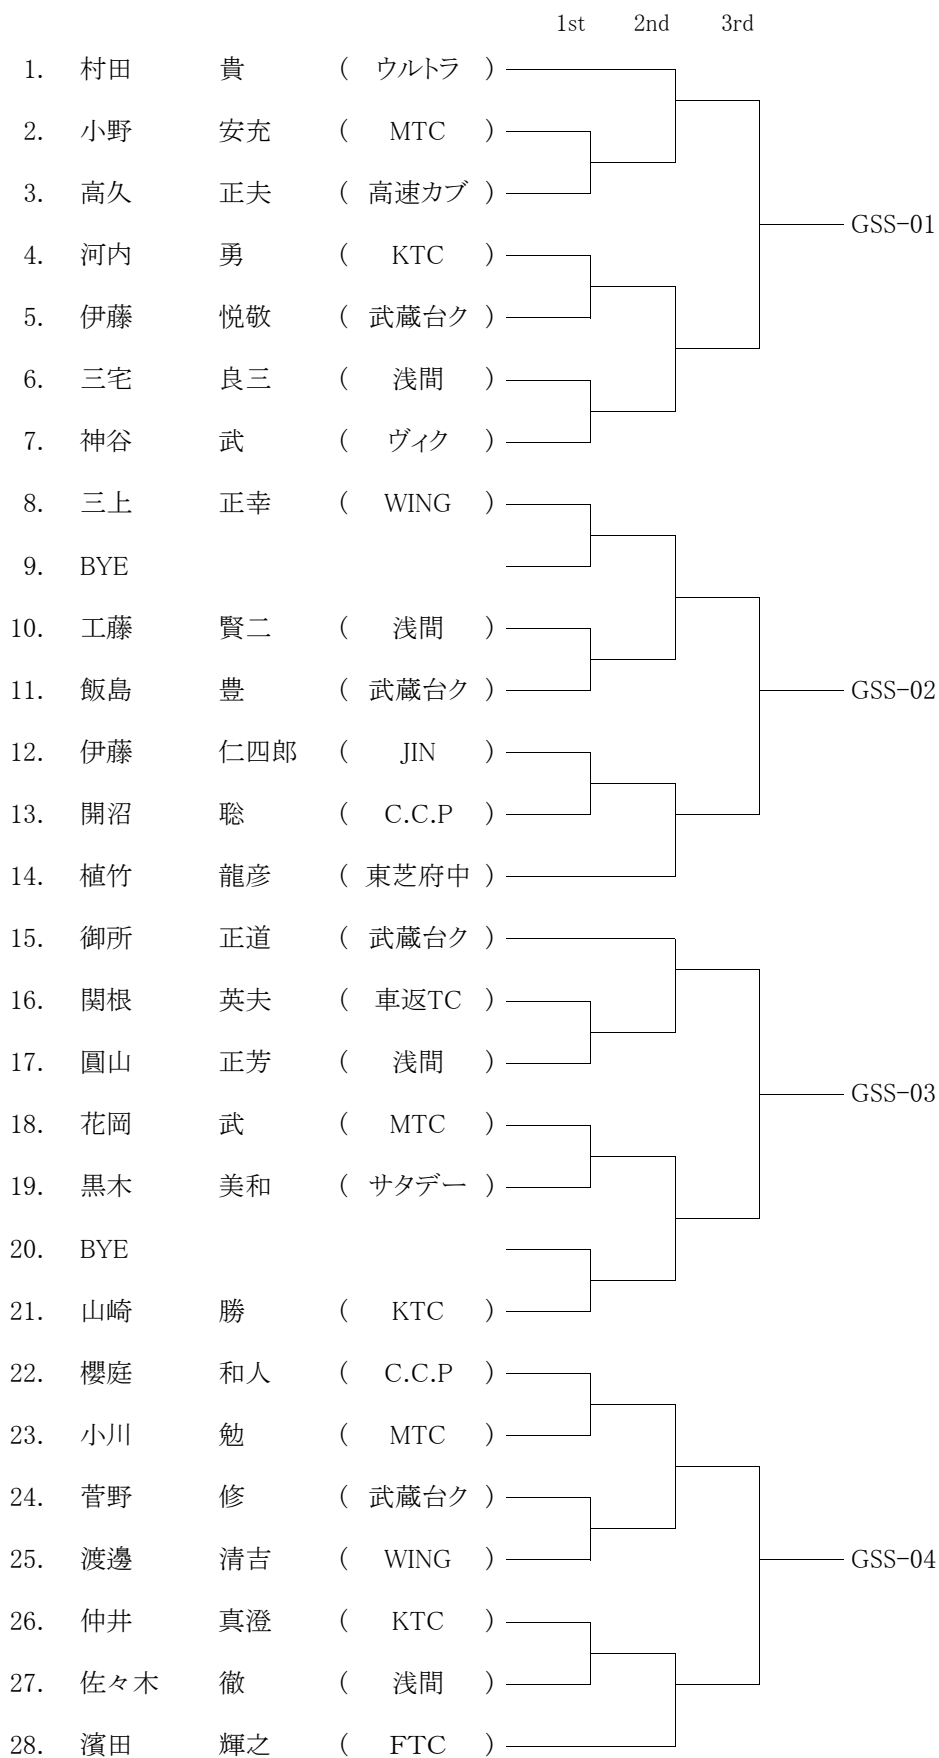 1st 2nd 3rd
1. 村田 貴 ( ウルトラ )
2. 小野 安充 ( MTC )
3. 高久 正夫 ( 高速カブ )
GSS-01
4. 河内 勇 ( KTC )
5. 伊藤 悦敬 ( 武蔵台ク )
6. 三宅 良三 ( 浅間 )
7. 神谷 武 ( ヴィク )
8. 三上 正幸 ( WING )
9. BYE
10. 工藤 賢二 ( 浅間 )
11. 飯島 豊 ( 武蔵台ク ) GSS-02
12. 伊藤 仁四郎 ( JIN )
13. 開沼 聡 ( C.C.P )
14. 植竹 龍彦 ( 東芝府中 )
15. 御所 正道 ( 武蔵台ク )
16. 関根 英夫 ( 車返TC )
17. 圓山 正芳 ( 浅間 )
GSS-03
18. 花岡 武 ( MTC )
19. 黒木 美和 ( サタデー )
20. BYE
21. 山崎 勝 ( KTC )
22. 櫻庭 和人 ( C.C.P )
23. 小川 勉 ( MTC )
24. 菅野 修 ( 武蔵台ク )
25. 渡邊 清吉 ( WING ) GSS-04
26. 仲井 真澄 ( KTC )
27. 佐々木 徹 ( 浅間 )
28. 濱田 輝之 ( FTC )